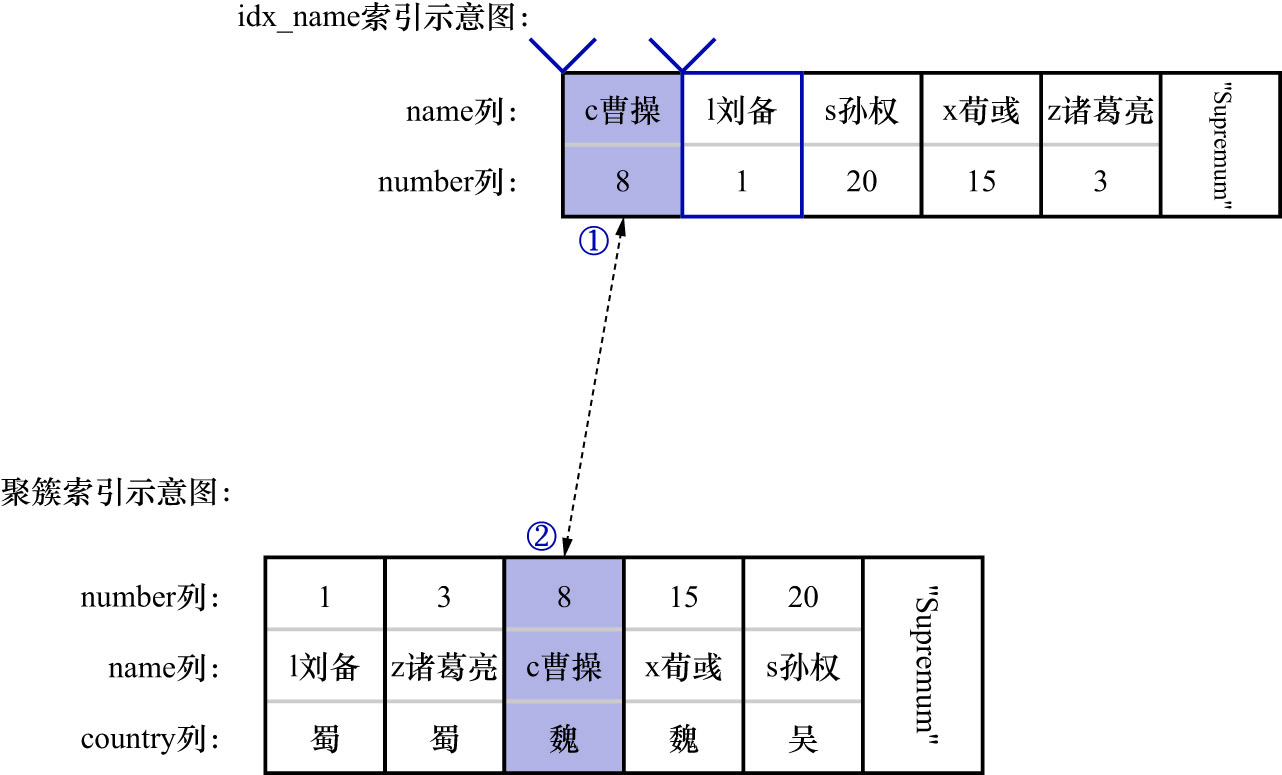 idx_name索引示意图：
name列： c曹操 l刘备 s孙权 x荀彧 z诸葛亮 "Supremum"
number列： 8 1 20 15 3
①
聚簇索引示意图：
②
number列： 1 3 8 15 20 "Supremum"
name列： l刘备 z诸葛亮 c曹操 x荀彧 s孙权
country列： 蜀 蜀 魏 魏 吴